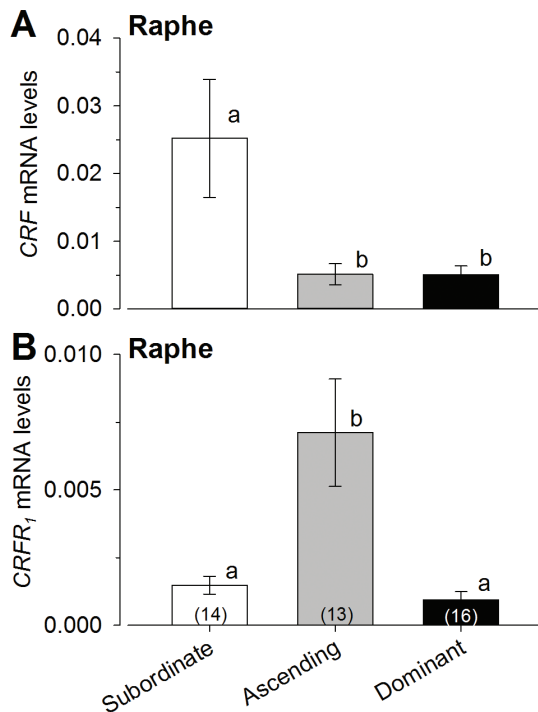 A
Raphe
CRF mRNA levels
0.04
0.03
0.02
0.01
0.00
a
b
b
B
Raphe
CRFR₁ mRNA levels
0.010
0.005
0.000
a
b
a
(14)
(13)
(16)
Subordinate
Ascending
Dominant